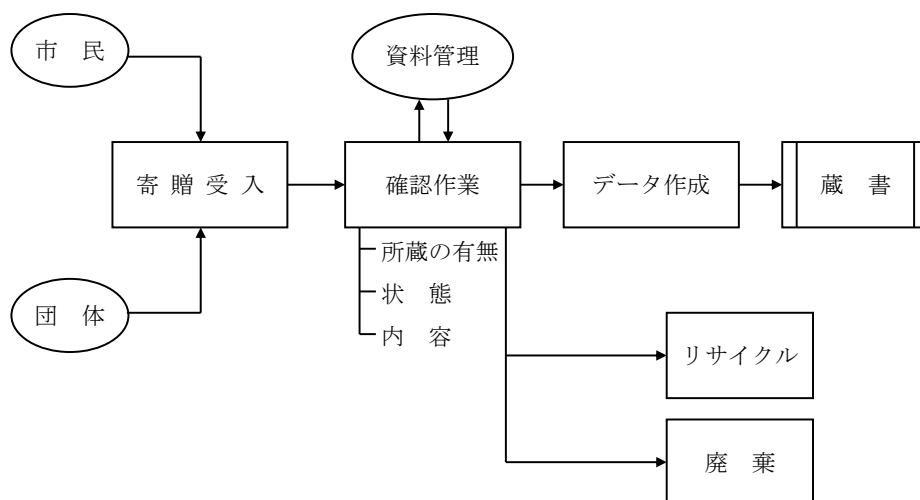 市　民
資料管理
寄 贈 受 入
確認作業
データ作成
蔵　書
所蔵の有無
状　態
内　容
団　体
リサイクル
廃　棄